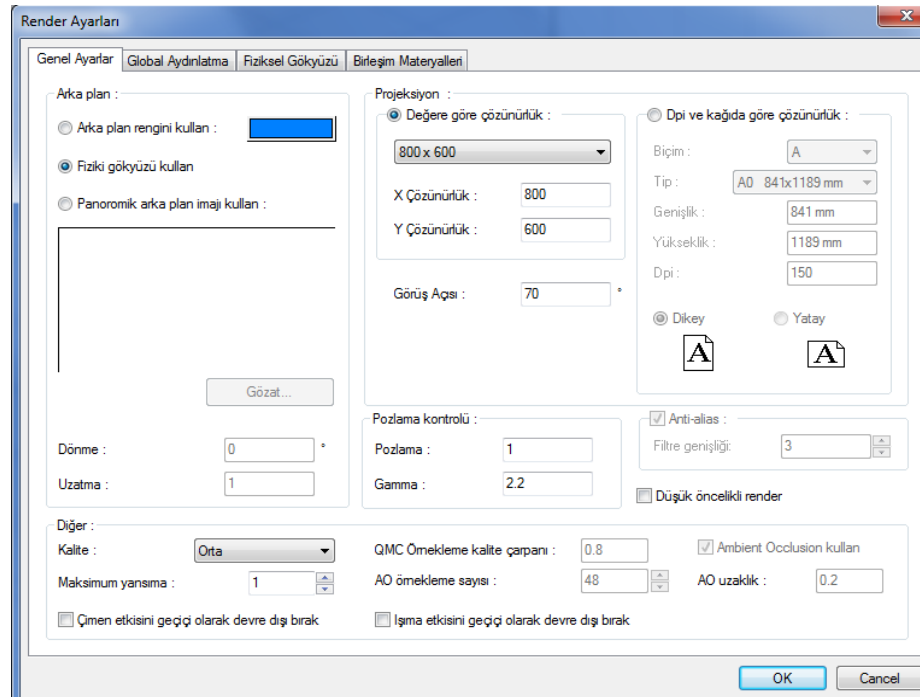 Render Ayarları
Genel Ayarlar
Global Aydınlatma
Fiziksel Gökyüzü
Birleşim Materyalleri
Arka plan :
Arka plan rengini kullan :
Fiziki gökyüzü kullan
Panoromik arka plan imajı kullan :
Gözat...
Dönme :
0
°
Uzatma :
1
Projeksiyon :
Değere göre çözünürlük :
800 x 600
X Çözünürlük :
800
Y Çözünürlük :
600
Görüş Açısı :
70
°
Dpi ve kağıda göre çözünürlük :
Biçim :
A
Tip :
A0 841x1189 mm
Genişlik :
841 mm
Yükseklik :
1189 mm
Dpi :
150
Dikey
Yatay
A
A
Pozlama kontrolü :
Pozlama :
1
Gamma :
2.2
Anti-alias :
Filtre genişliği:
3
Düşük öncelikli render
Diğer :
Kalite :
Orta
Maksimum yansıma :
1
Çimen etkisini geçiçi olarak devre dışı bırak
QMC Örnekleme kalite çarpanı :
0.8
AO örnekleme sayısı :
48
Işıma etkisini geçiçi olarak devre dışı bırak
Ambient Occlusion kullan
AO uzaklık :
0.2
OK
Cancel